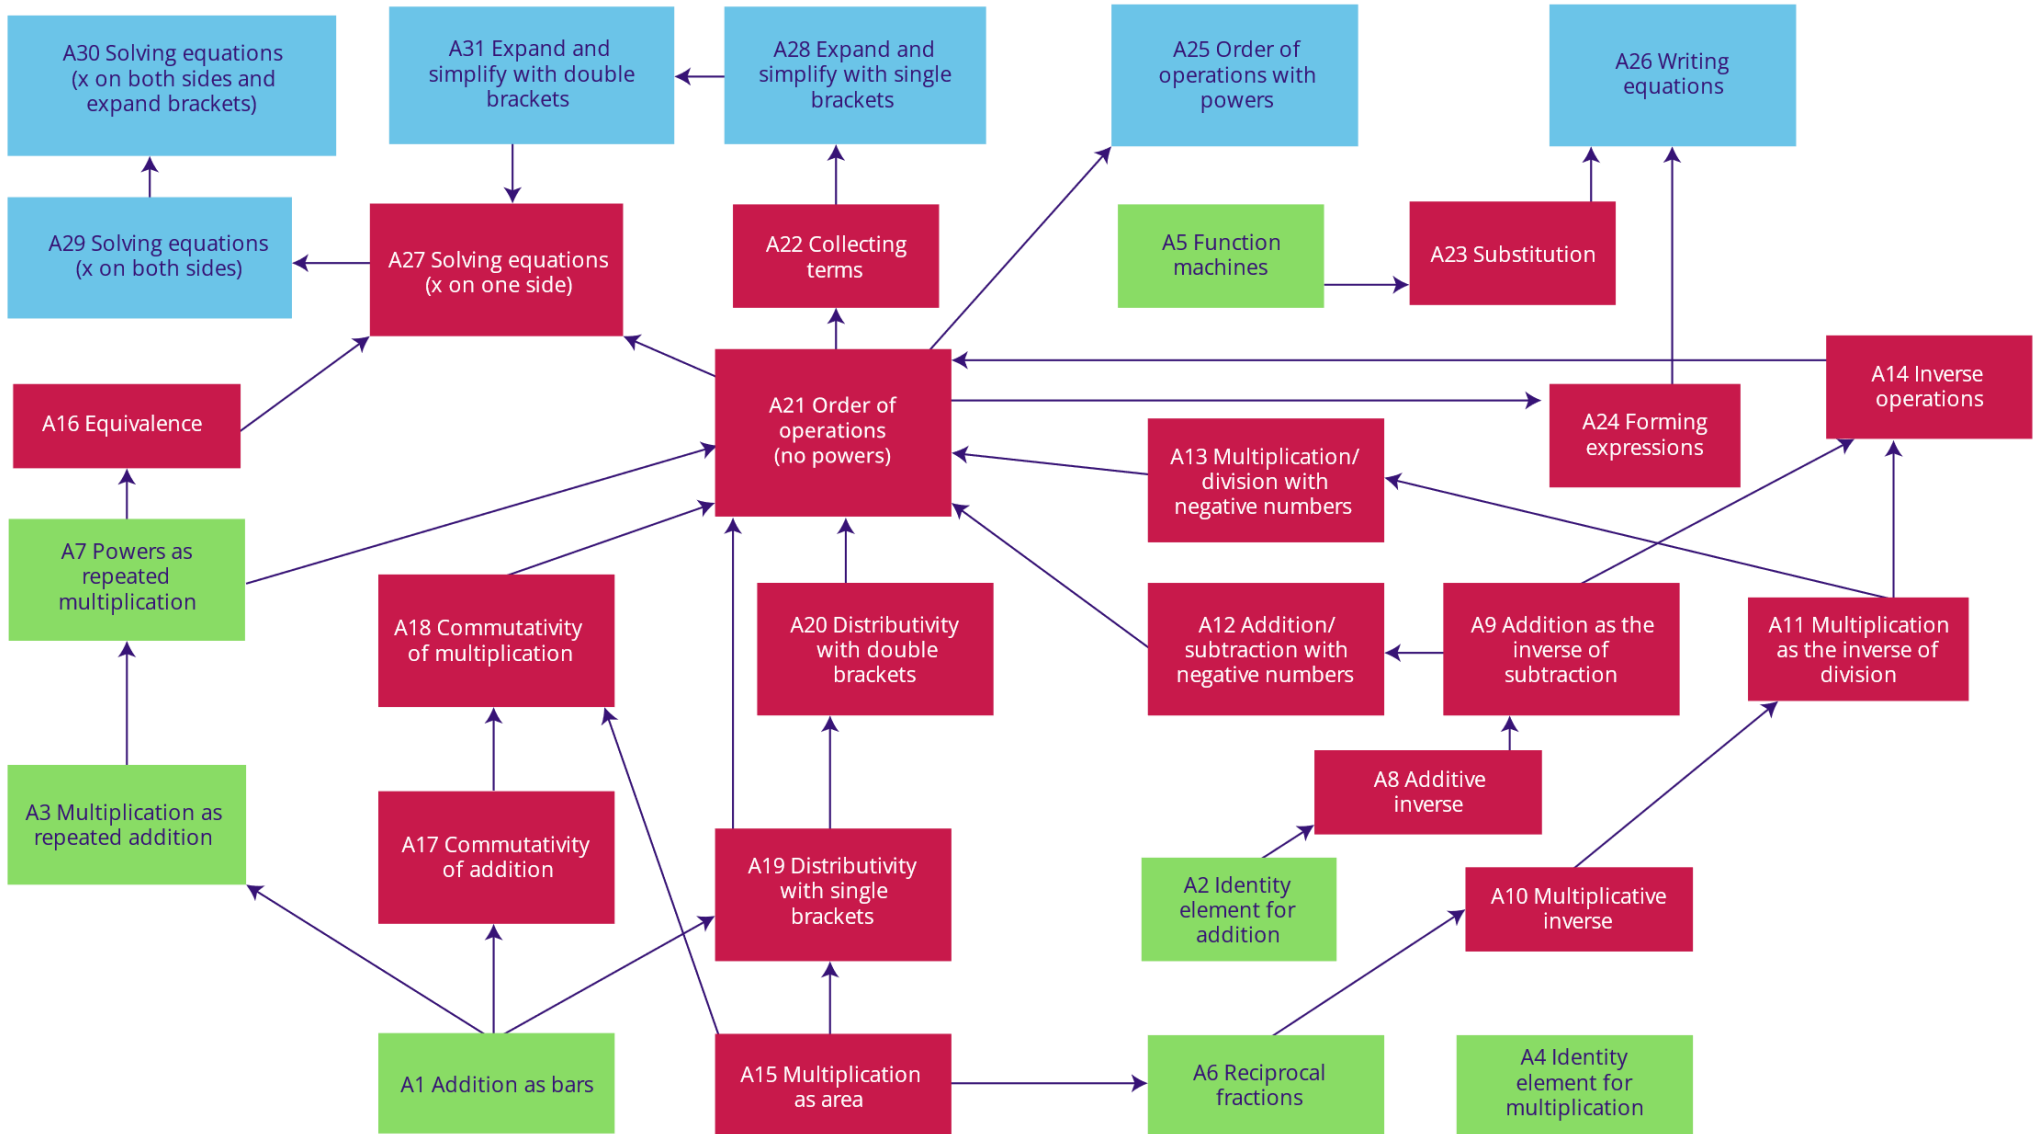 A30 Solving equations
(x on both sides and
expand brackets)
A31 Expand and
simplify with double
brackets
A28 Expand and
simplify with single
brackets
A25 Order of
operations with
powers
A26 Writing
equations
A29 Solving equations
(x on both sides)
A27 Solving equations
(x on one side)
A22 Collecting
terms
A5 Function
machines
A23 Substitution
A16 Equivalence
A21 Order of
operations
(no powers)
A14 Inverse
operations
A24 Forming
expressions
A13 Multiplication/
division with
negative numbers
A7 Powers as
repeated
multiplication
A18 Commutativity
of multiplication
A20 Distributivity
with double
brackets
A12 Addition/
subtraction with
negative numbers
A9 Addition as the
inverse of
subtraction
A11 Multiplication
as the inverse of
division
A3 Multiplication as
repeated addition
A17 Commutativity
of addition
A19 Distributivity
with single
brackets
A8 Additive
inverse
A2 Identity
element for
addition
A10 Multiplicative
inverse
A1 Addition as bars
A15 Multiplication
as area
A6 Reciprocal
fractions
A4 Identity
element for
multiplication